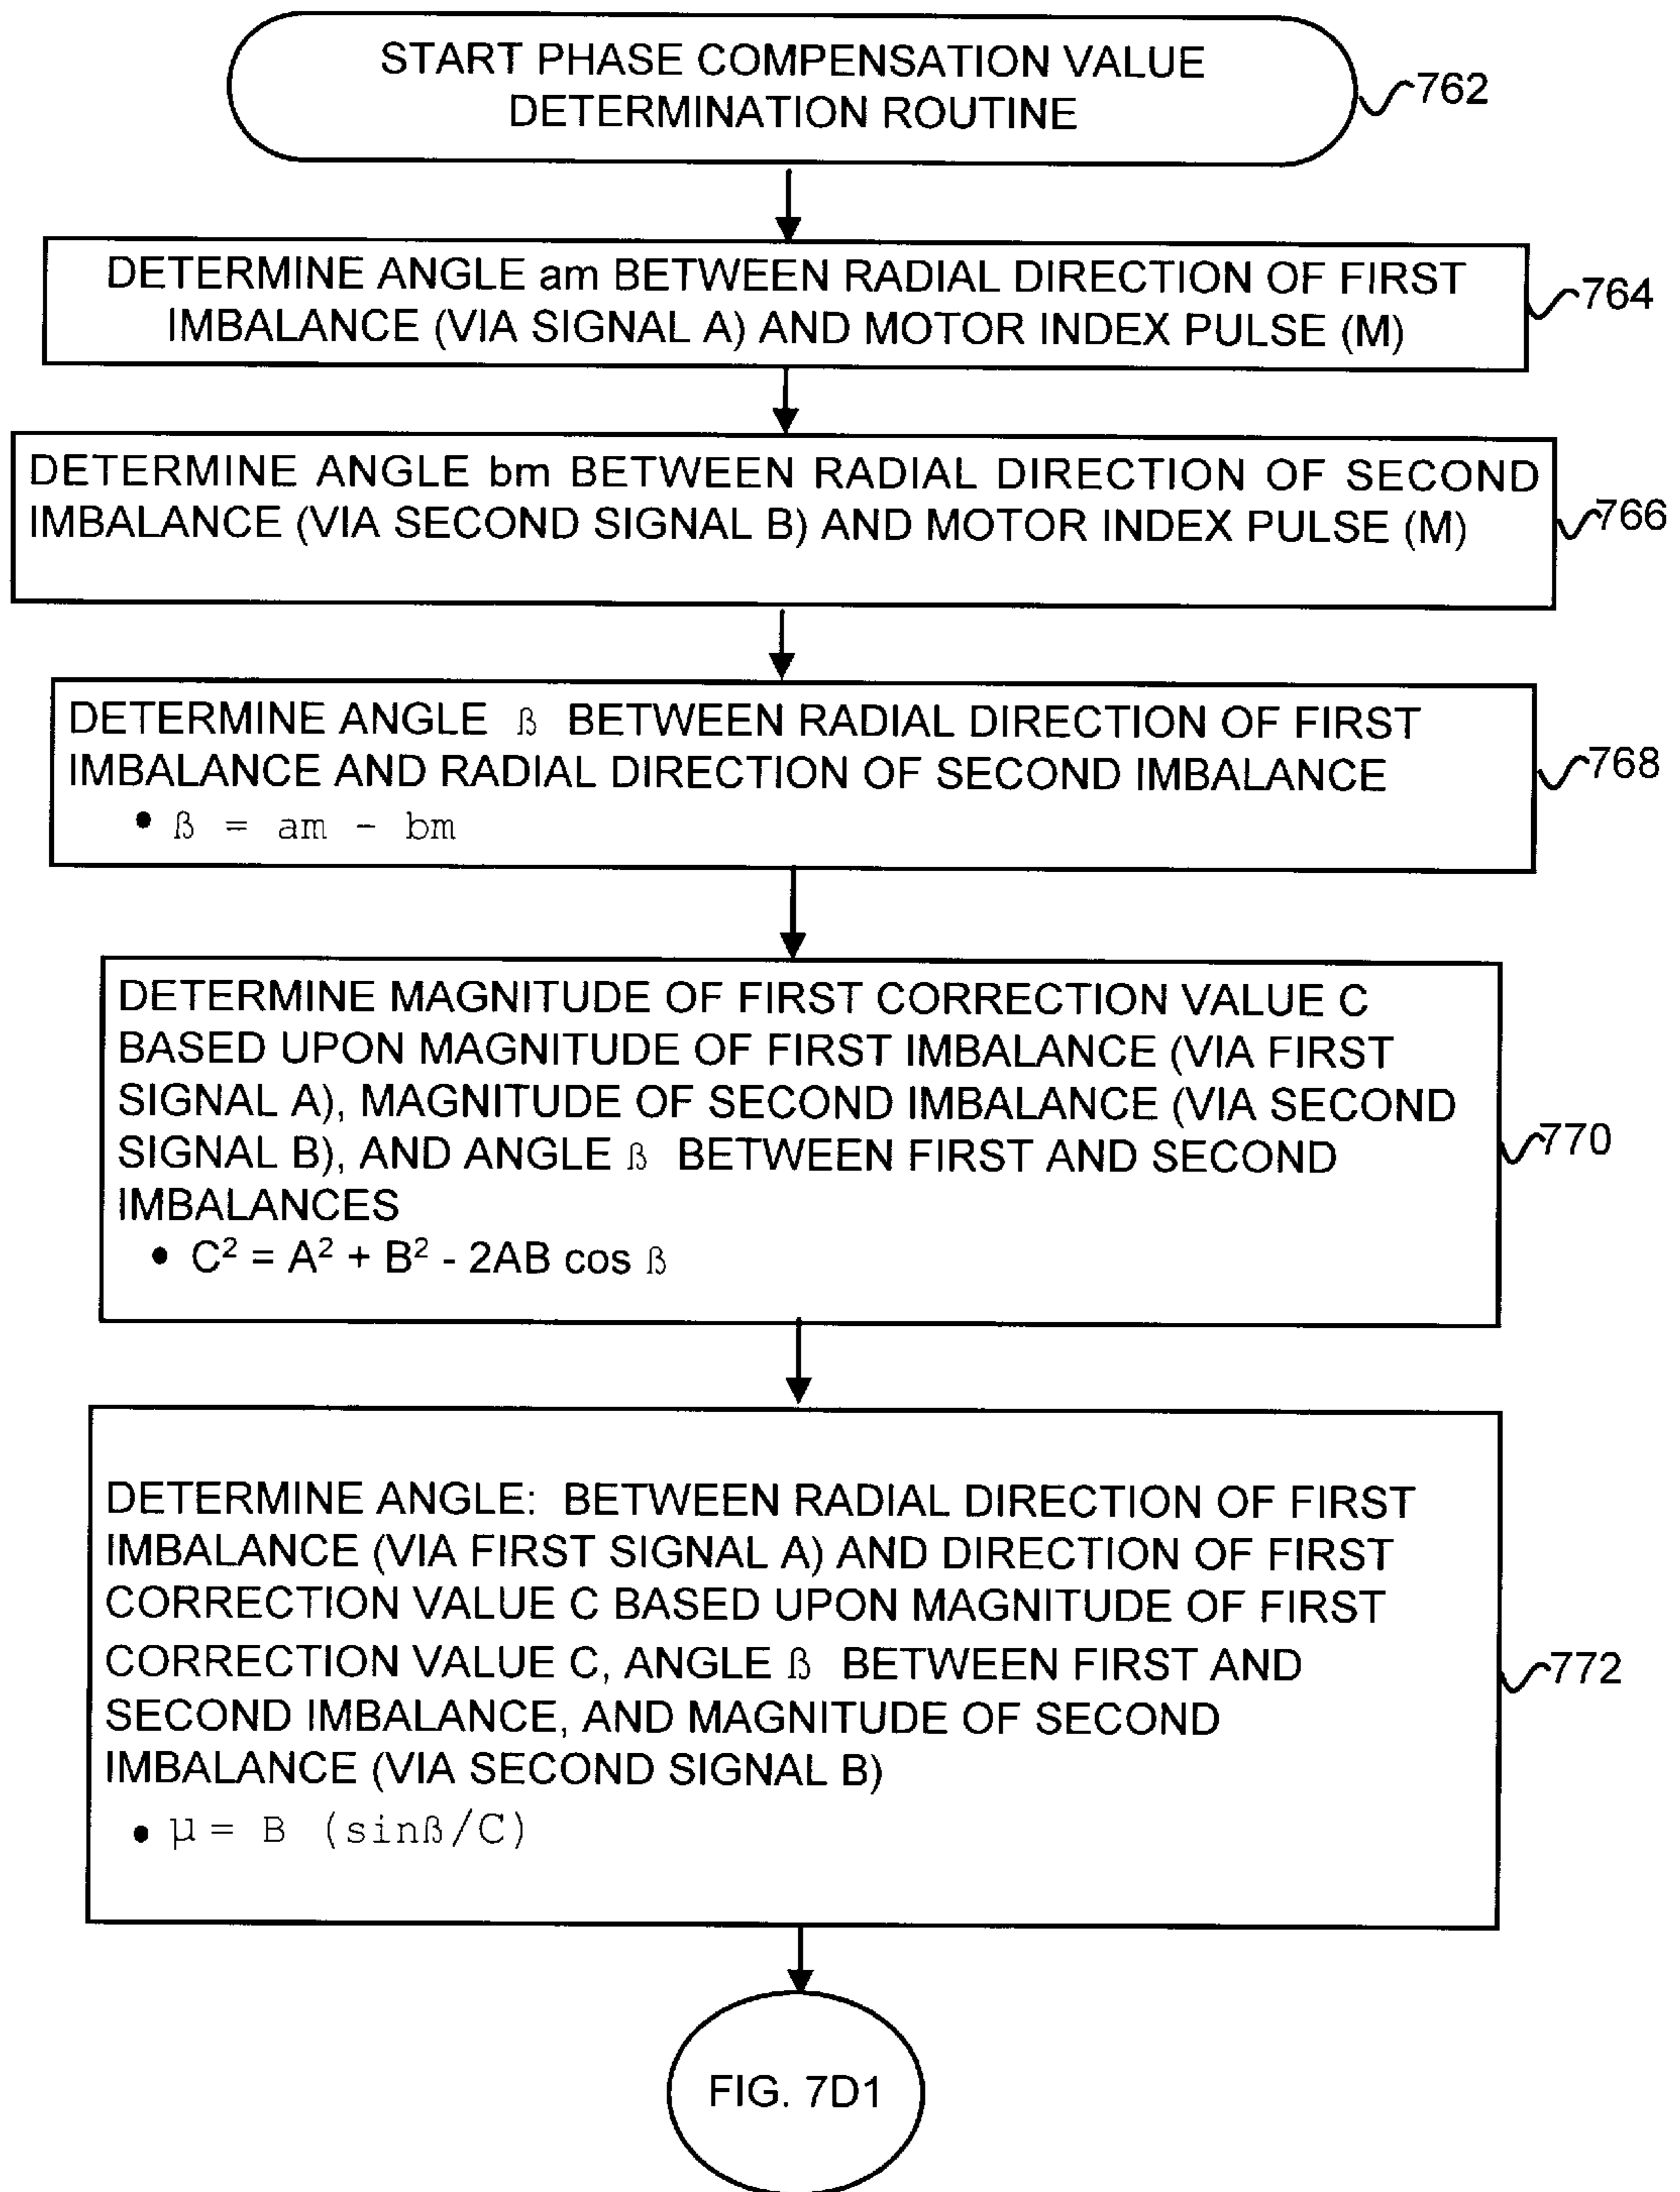 START PHASE COMPENSATION VALUE
DETERMINATION ROUTINE
762
DETERMINE ANGLE am BETWEEN RADIAL DIRECTION OF FIRST
IMBALANCE (VIA SIGNAL A) AND MOTOR INDEX PULSE (M)
764
DETERMINE ANGLE bm BETWEEN RADIAL DIRECTION OF SECOND
IMBALANCE (VIA SECOND SIGNAL B) AND MOTOR INDEX PULSE (M)
766
DETERMINE ANGLE ß BETWEEN RADIAL DIRECTION OF FIRST
IMBALANCE AND RADIAL DIRECTION OF SECOND IMBALANCE
• ß = am - bm
768
DETERMINE MAGNITUDE OF FIRST CORRECTION VALUE C
BASED UPON MAGNITUDE OF FIRST IMBALANCE (VIA FIRST
SIGNAL A), MAGNITUDE OF SECOND IMBALANCE (VIA SECOND
SIGNAL B), AND ANGLE ß BETWEEN FIRST AND SECOND
IMBALANCES
• C² = A² + B² - 2AB cos ß
770
DETERMINE ANGLE: BETWEEN RADIAL DIRECTION OF FIRST
IMBALANCE (VIA FIRST SIGNAL A) AND DIRECTION OF FIRST
CORRECTION VALUE C BASED UPON MAGNITUDE OF FIRST
CORRECTION VALUE C, ANGLE ß BETWEEN FIRST AND
SECOND IMBALANCE, AND MAGNITUDE OF SECOND
IMBALANCE (VIA SECOND SIGNAL B)
• µ = B (sinß/C)
772
FIG. 7D1